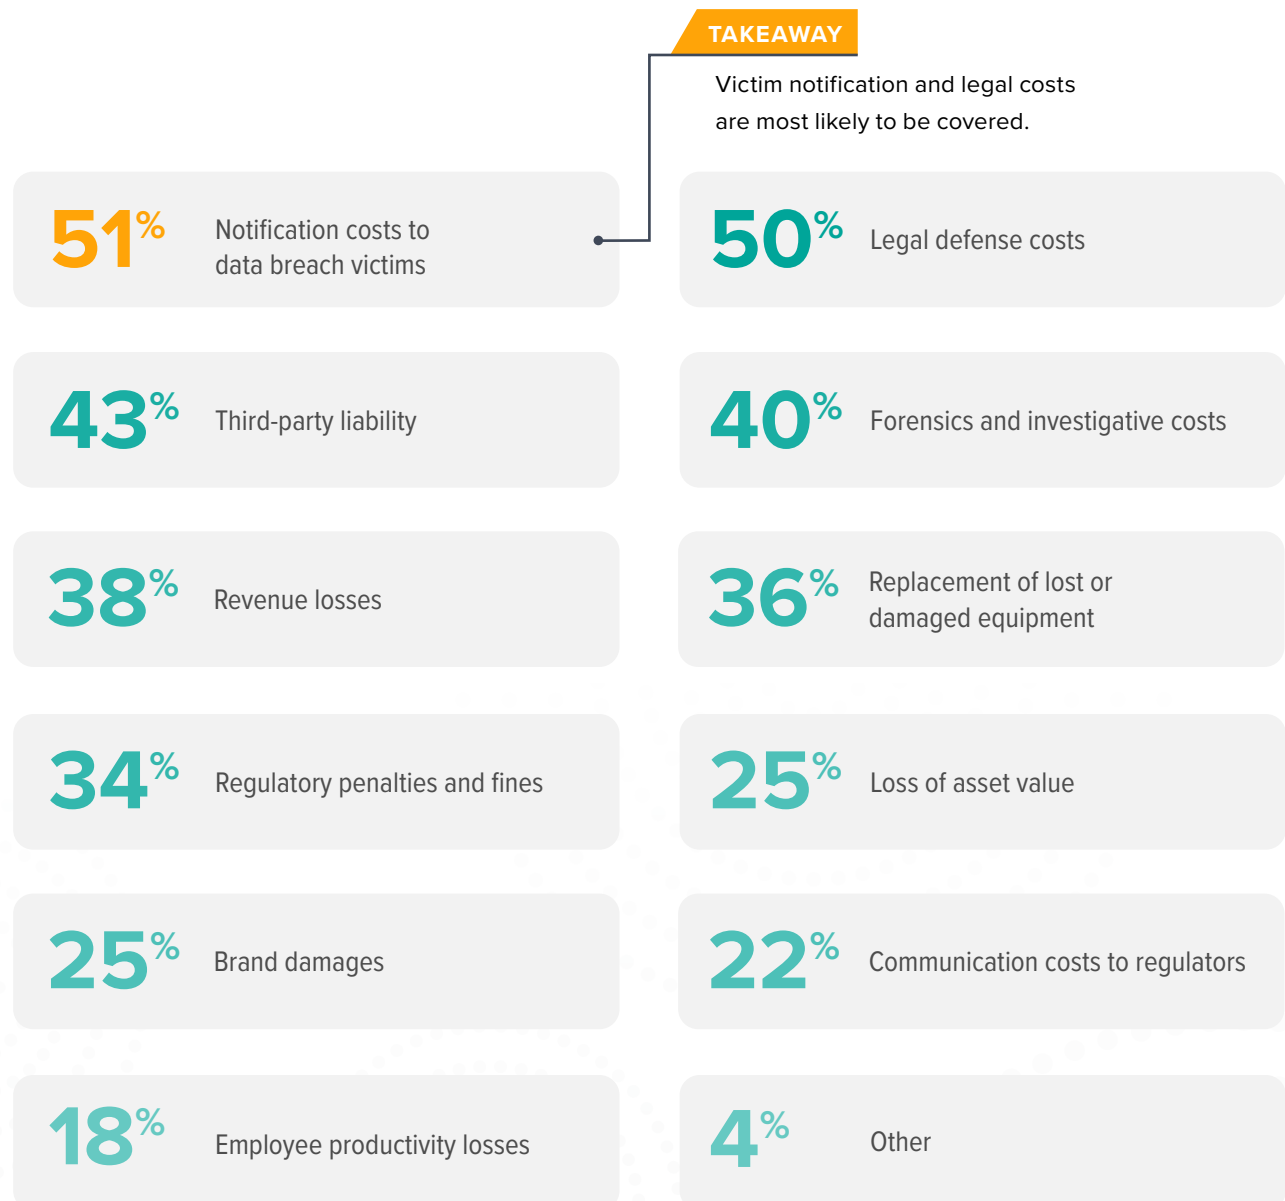 TAKEAWAY
Victim notification and legal costs
are most likely to be covered.
51%
Notification costs to
data breach victims
50%
Legal defense costs
43%
Third-party liability
40%
Forensics and investigative costs
38%
Revenue losses
36%
Replacement of lost or
damaged equipment
34%
Regulatory penalties and fines
25%
Loss of asset value
25%
Brand damages
22%
Communication costs to regulators
18%
Employee productivity losses
4%
Other